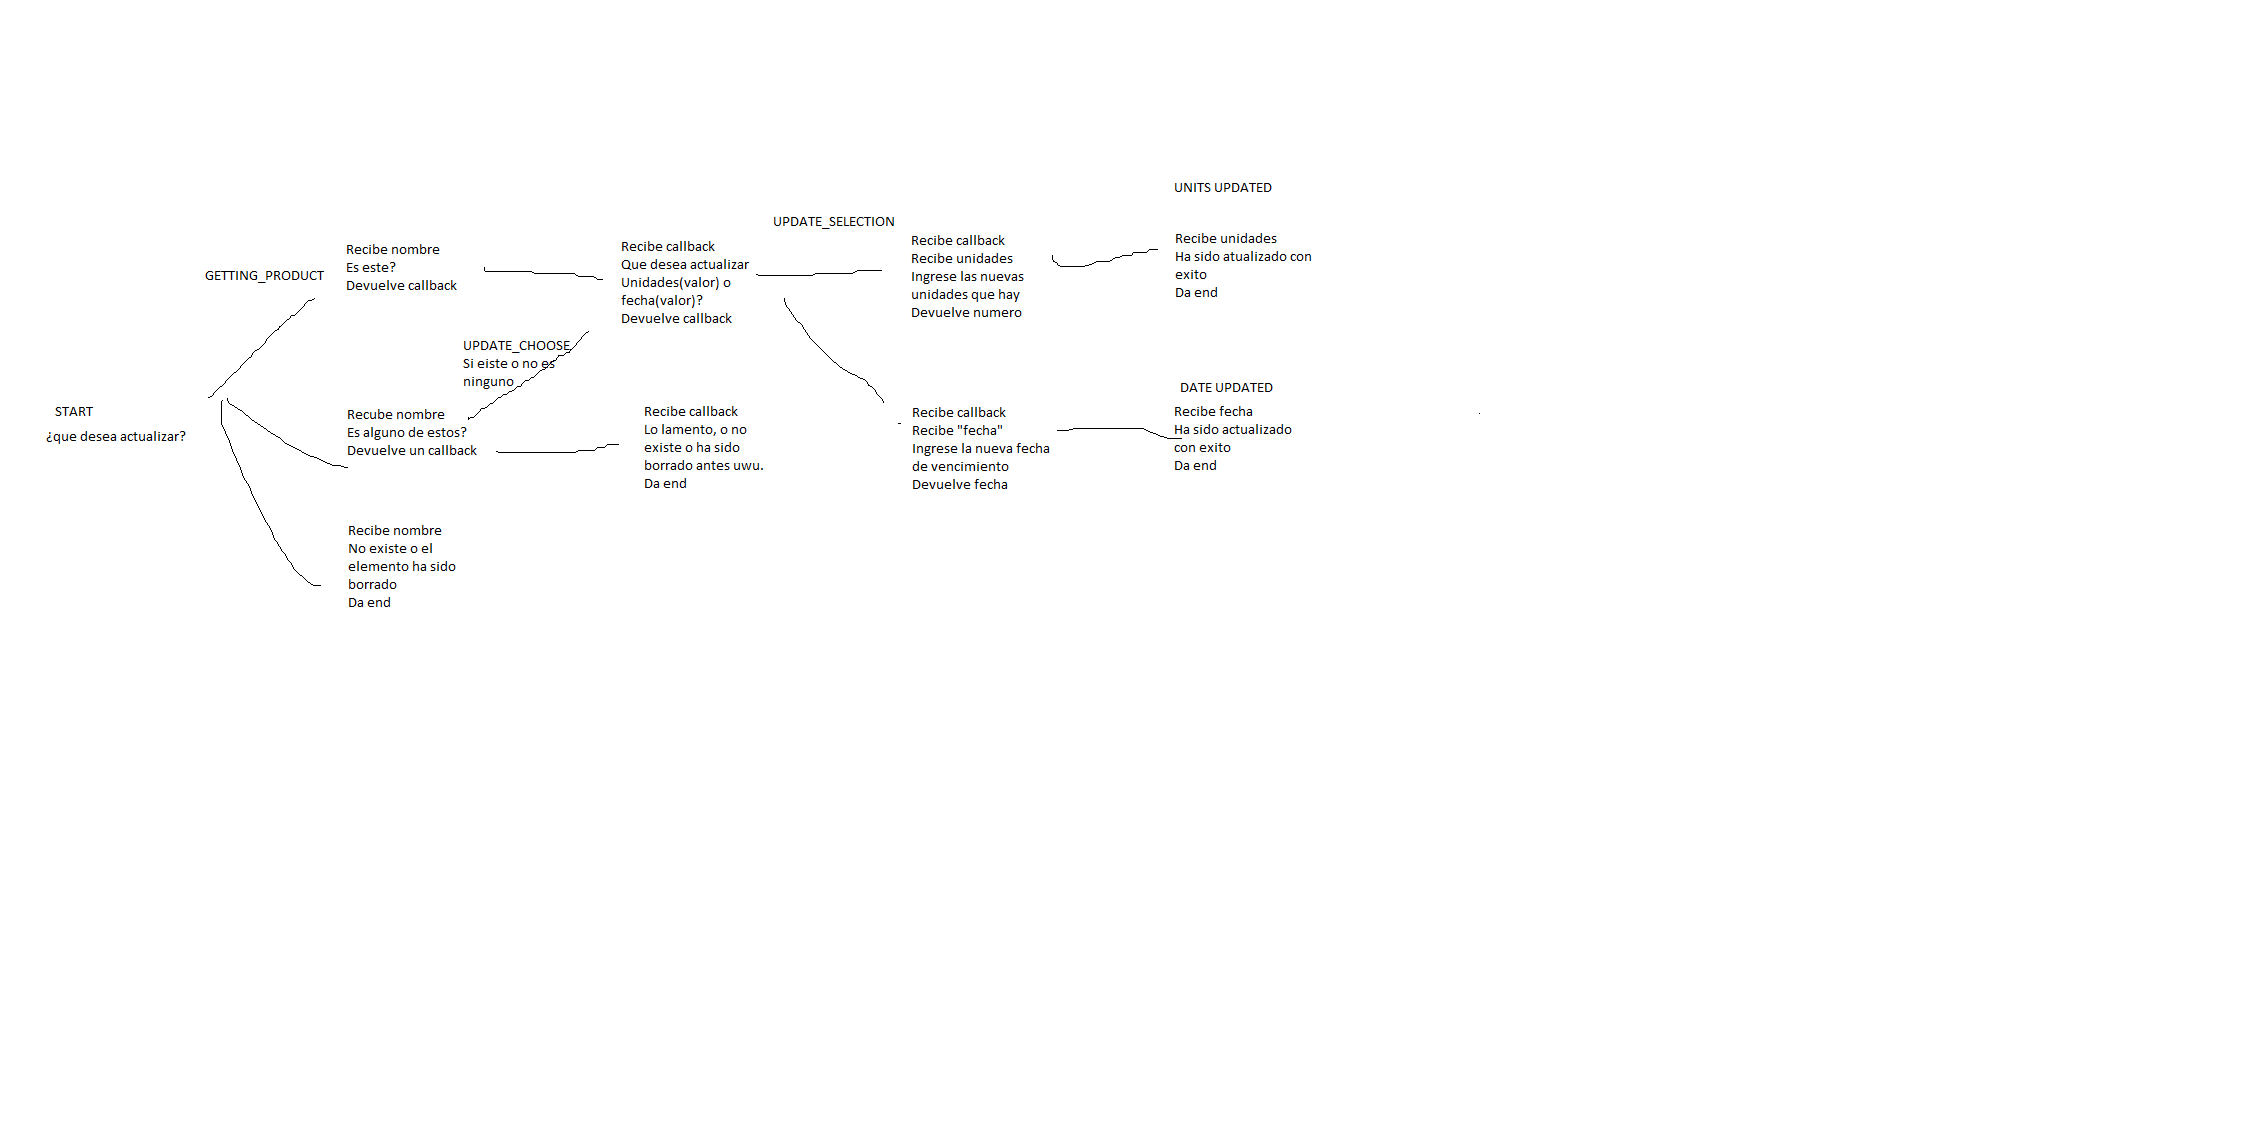 START
¿que desea actualizar?
GETTING_PRODUCT
Recibe nombre
Es este?
Devuelve callback
UPDATE_CHOOSE
Si eiste o no es
ninguno
Recube nombre
Es alguno de estos?
Devuelve un callback
Recibe nombre
No existe o el
elemento ha sido
borrado
Da end
Recibe callback
Que desea actualizar
Unidades(valor) o
fecha(valor)?
Devuelve callback
Recibe callback
Lo lamento, o no
existe o ha sido
borrado antes uwu.
Da end
UPDATE_SELECTION
Recibe callback
Recibe unidades
Ingrese las nuevas
unidades que hay
Devuelve numero
Recibe callback
Recibe "fecha"
Ingrese la nueva fecha
de vencimiento
Devuelve fecha
UNITS UPDATED
Recibe unidades
Ha sido atualizado con
exito
Da end
DATE UPDATED
Recibe fecha
Ha sido actualizado
con exito
Da end